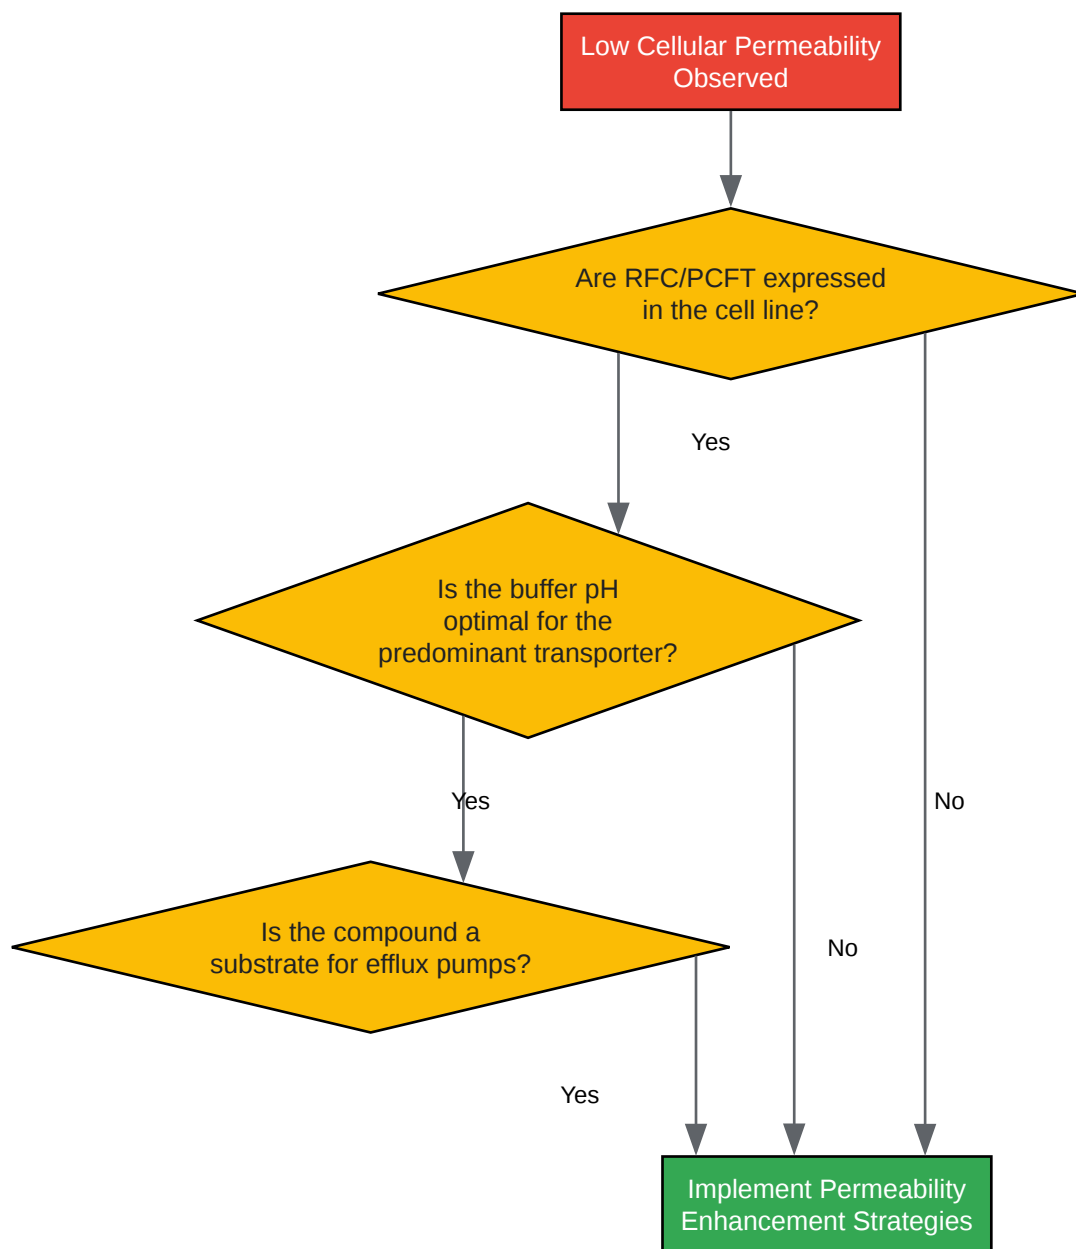 Low Cellular Permeability
Observed
Are RFC/PCFT expressed
in the cell line?
Yes
Is the buffer pH
optimal for the
predominant transporter?
Yes
No
Is the compound a
substrate for efflux pumps?
No
Yes
Implement Permeability
Enhancement Strategies